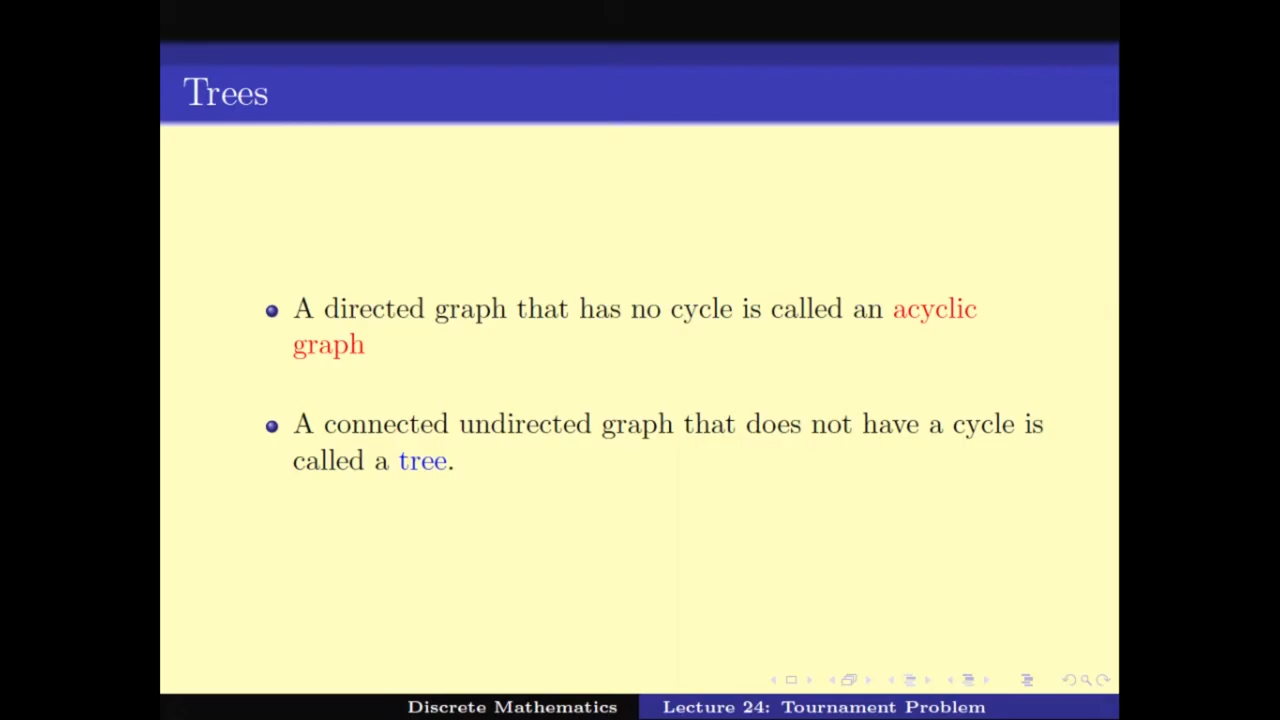 Trees
A directed graph that has no cycle is called an acyclic
graph
A connected undirected graph that does not have a cycle is
called a tree.
Discrete Mathematics
Lecture 24: Tournament Problem